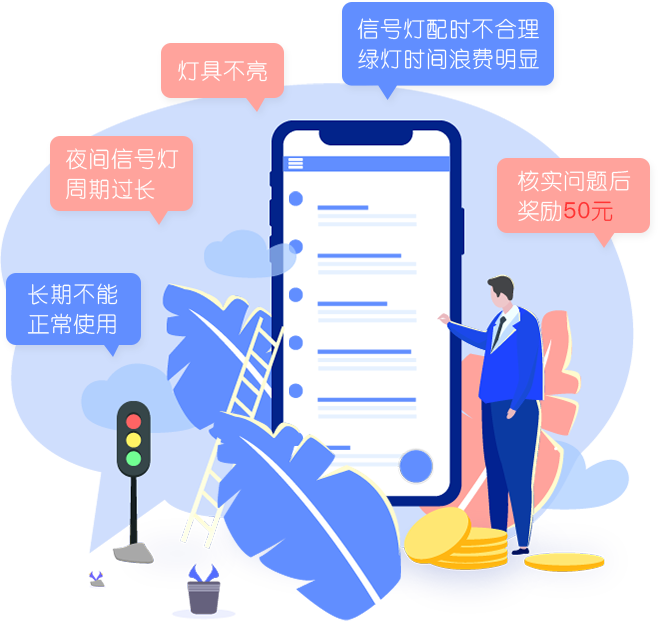 信号灯配时不合理
绿灯时间浪费明显
灯具不亮
夜间信号灯
周期过长
核实问题后
奖励50元
长期不能
正常使用